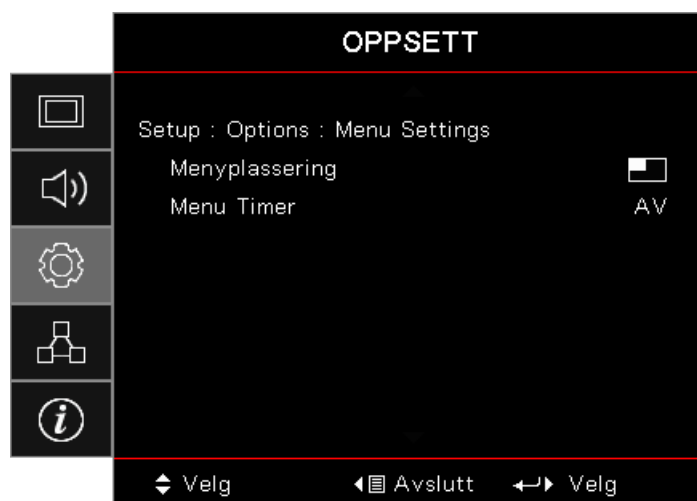 OPPSETT
Setup : Options : Menu Settings
Menyplassering
Menu Timer AV
Velg Avslutt Velg